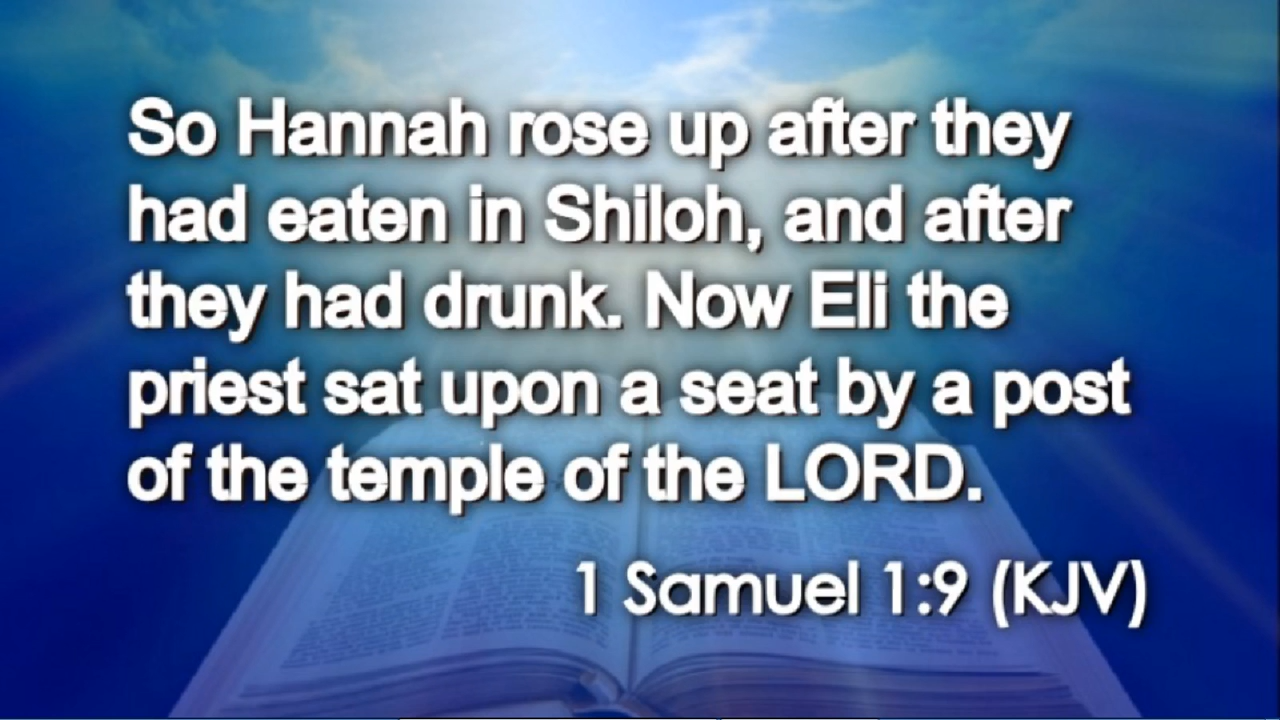 So Hannah rose up after they
had eaten in Shiloh, and after
they had drunk. Now Eli the
priest sat upon a seat by a post
of the temple of the LORD.
1 Samuel 1:9 (KJV)